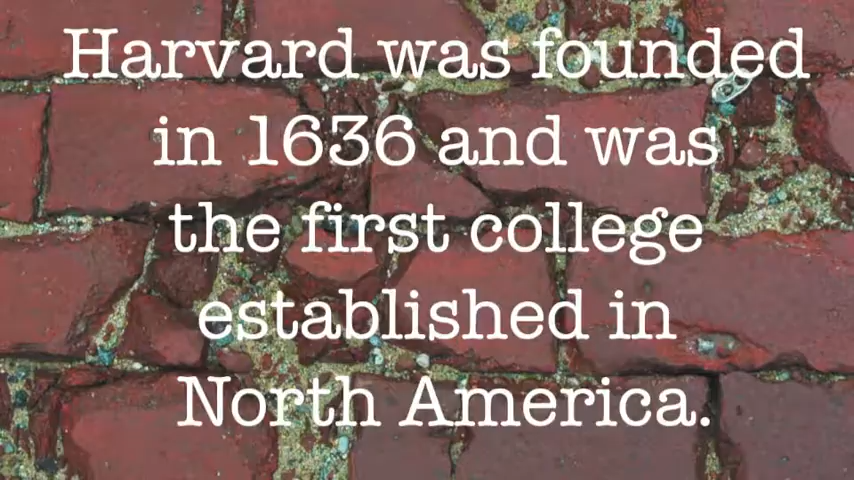 Harvard was founded
in 1636 and was
the first college
established in
North America.